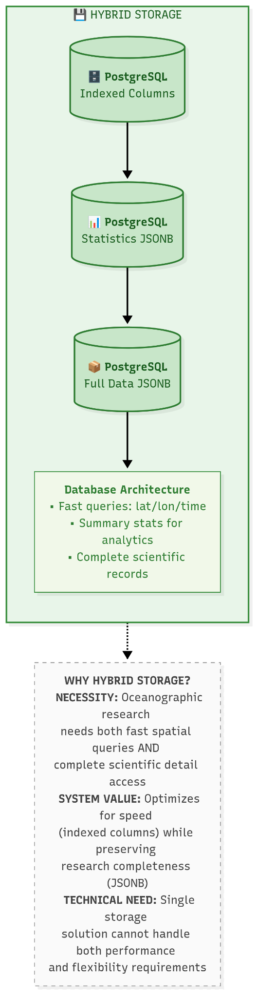 💾 HYBRID STORAGE
🗄️ PostgreSQL
Indexed Columns
📊 PostgreSQL
Statistics JSONB
📦 PostgreSQL
Full Data JSONB
Database Architecture
▪ Fast queries: lat/lon/time
▪ Summary stats for
analytics
▪ Complete scientific
records
WHY HYBRID STORAGE?
NECESSITY: Oceanographic
research
needs both fast spatial
queries AND
complete scientific detail
access
SYSTEM VALUE: Optimizes
for speed
(indexed columns) while
preserving
research completeness
(JSONB)
TECHNICAL NEED: Single
storage
solution cannot handle
both performance
and flexibility requirements